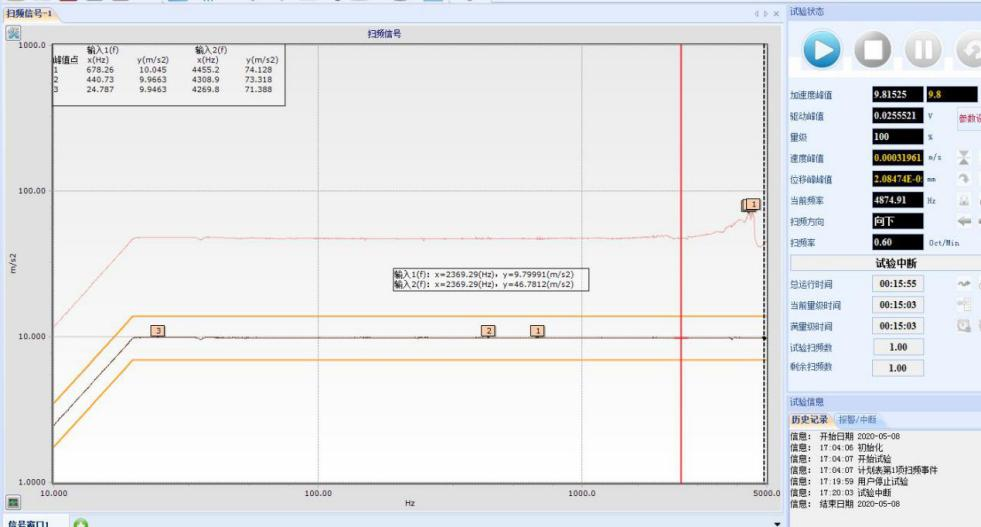 扫频信号-1
扫频信号
输入1(f) 输入2(f)
峰值点 x(Hz) y(m/s2) x(Hz) y(m/s2)
1 678.26 10.045 4455.2 74.128
2 440.73 9.9663 4308.9 73.318
3 24.787 9.9463 4269.8 71.388
1000.0
100.00
10.000
1.0000
m/s2
1
3 2 1
输入1(f): x=2369.29(Hz), y=9.79991(m/s2)
输入2(f): x=2369.29(Hz), y=46.7812(m/s2)
10.000 100.00 1000.0 5000.0
Hz
信号窗口1
试验状态
加速度峰值 9.81525 9.8
驱动峰值 0.0255521 V 参数设
量级 100 %
速度峰值 0.00031961 m/s
位移峰峰值 2.08474E-0 mm
当前频率 4874.91 Hz
扫频方向 向下
扫频率 0.60 Oct/Min
试验中断
总运行时间 00:15:55
当前量级时间 00:15:03
满量级时间 00:15:03
试验扫频数 1.00
剩余扫频数 1.00
试验信息
历史记录 报警/中断
信息: 开始日期 2020-05-08
信息: 17:04:06 初始化
信息: 17:04:07 开始试验
信息: 17:04:07 计划表第1项扫频事件
信息: 17:19:59 用户停止试验
信息: 17:20:03 试验中断
信息: 结束日期 2020-05-08